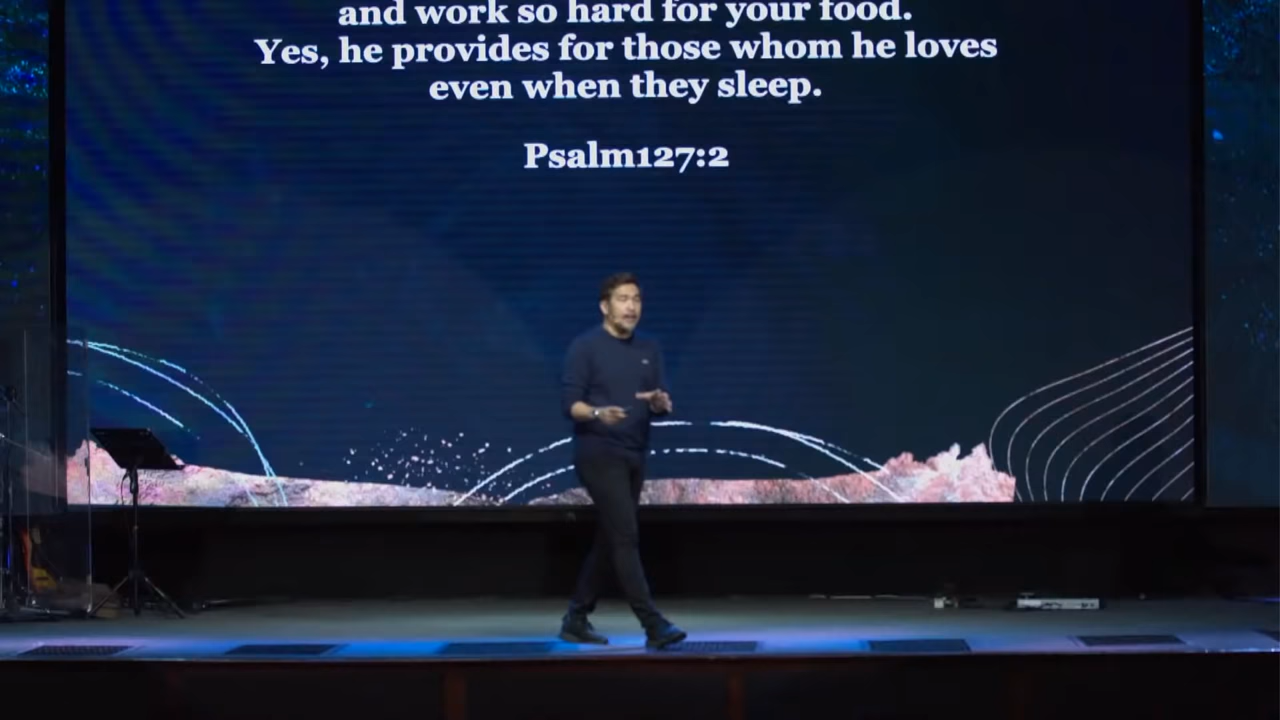 and work so hard for your food.
Yes, he provides for those whom he loves
even when they sleep.
Psalm127:2